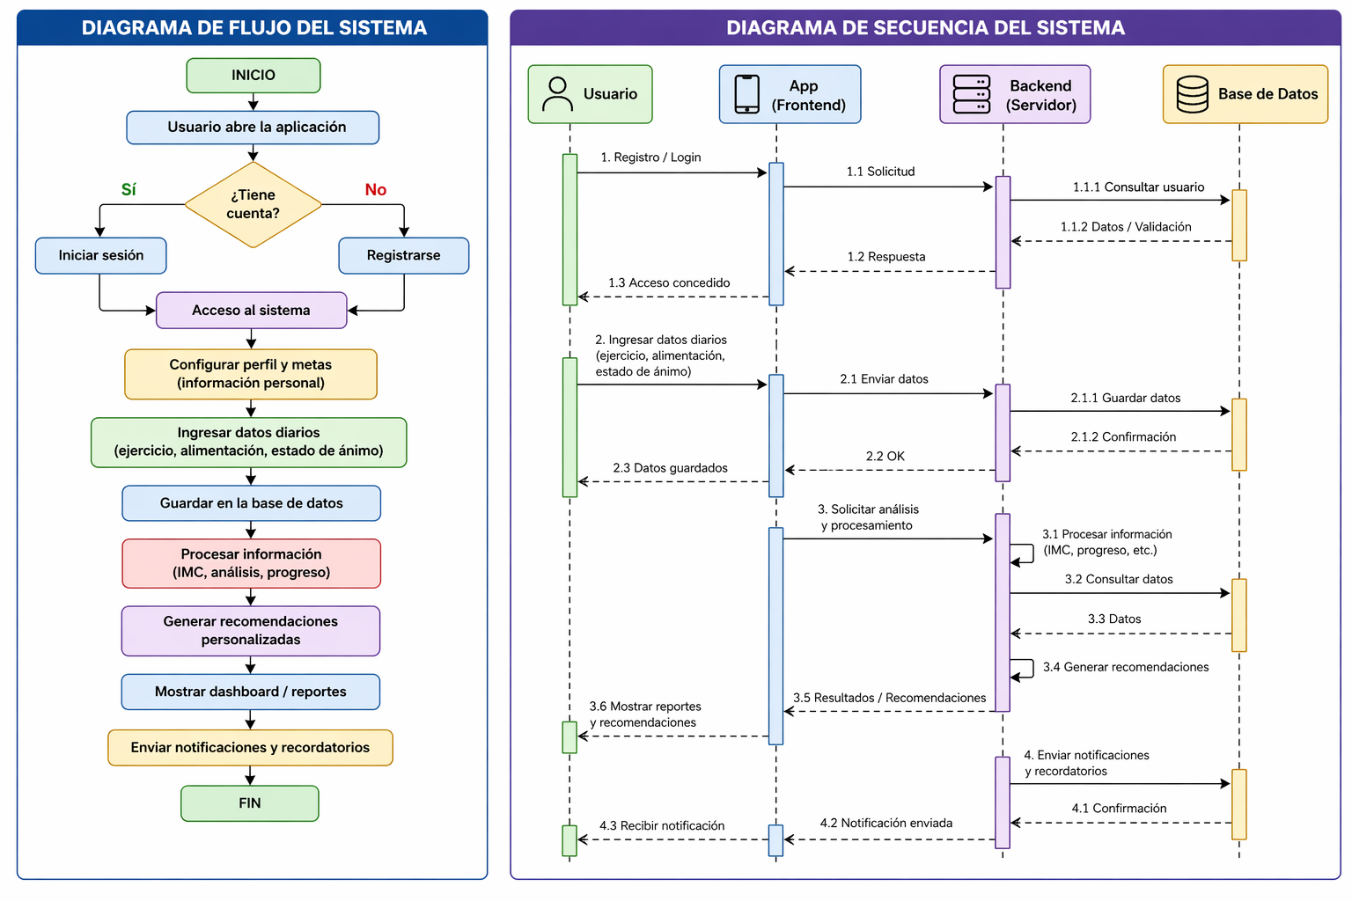 DIAGRAMA DE FLUJO DEL SISTEMA
INICIO
Usuario abre la aplicación
¿Tiene
cuenta?
Sí
No
Iniciar sesión
Registrarse
Acceso al sistema
Configurar perfil y metas
(información personal)
Ingresar datos diarios
(ejercicio, alimentación, estado de ánimo)
Guardar en la base de datos
Procesar información
(IMC, análisis, progreso)
Generar recomendaciones
personalizadas
Mostrar dashboard / reportes
Enviar notificaciones y recordatorios
FIN
DIAGRAMA DE SECUENCIA DEL SISTEMA
Usuario
App
(Frontend)
Backend
(Servidor)
Base de Datos
1. Registro / Login
1.1 Solicitud
1.1.1 Consultar usuario
1.1.2 Datos / Validación
1.2 Respuesta
1.3 Acceso concedido
2. Ingresar datos diarios
(ejercicio, alimentación,
estado de ánimo)
2.1 Enviar datos
2.1.1 Guardar datos
2.1.2 Confirmación
2.2 OK
2.3 Datos guardados
3. Solicitar análisis
y procesamiento
3.1 Procesar información
(IMC, progreso, etc.)
3.2 Consultar datos
3.3 Datos
3.4 Generar recomendaciones
3.5 Resultados / Recomendaciones
3.6 Mostrar reportes
y recomendaciones
4. Enviar notificaciones
y recordatorios
4.1 Confirmación
4.2 Notificación enviada
4.3 Recibir notificación